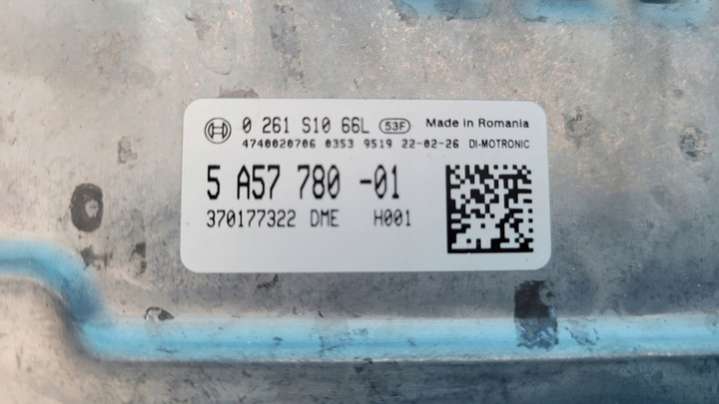 0 261 S10 66L 53F Made in Romania
4740020706 0353 9519 22-02-26 DI-MOTRONIC
5 A57 780 -01
370177322 DME H001